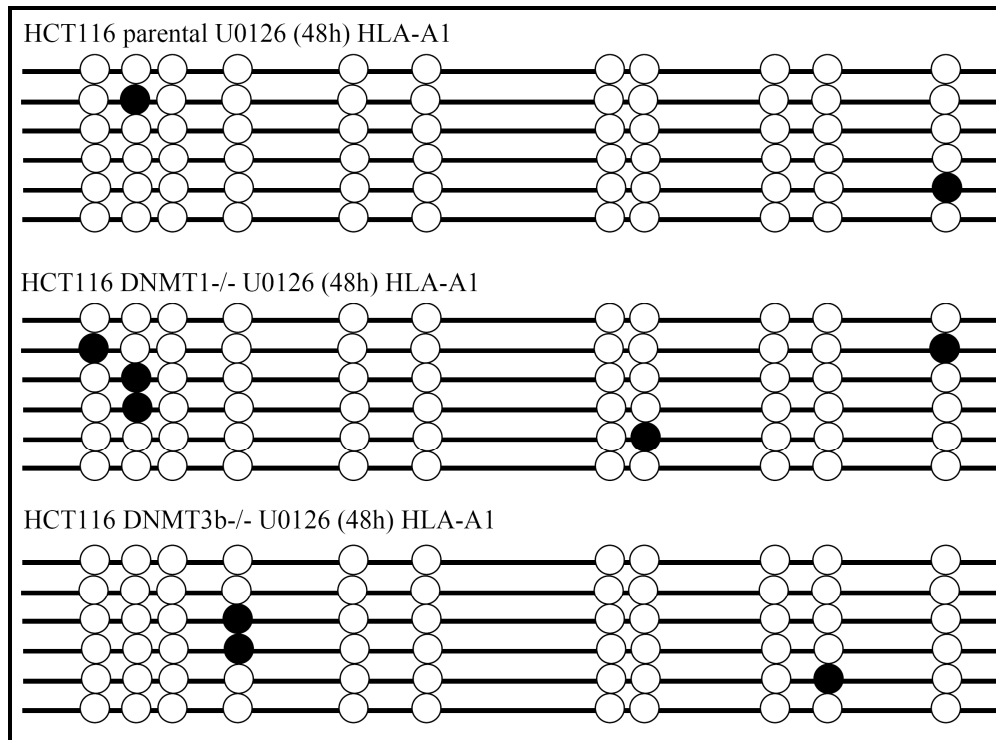 HCT116 parental U0126 (48h) HLA-A1
HCT116 DNMT1-/- U0126 (48h) HLA-A1
HCT116 DNMT3b-/- U0126 (48h) HLA-A1